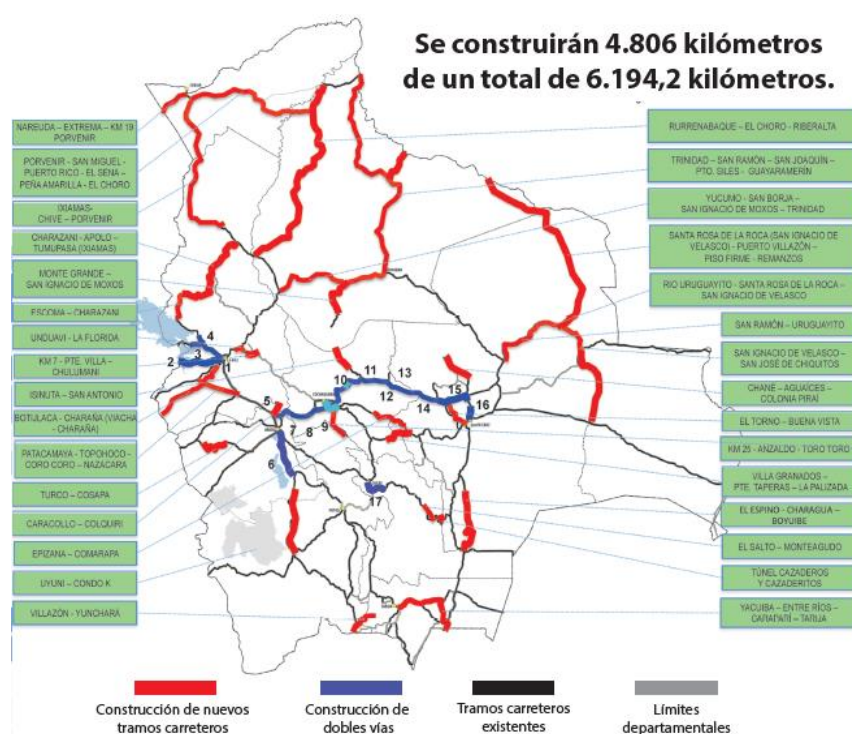 Se construirán 4.806 kilómetros
de un total de 6.194,2 kilómetros.
NAREUDA – EXTREMA – KM 19
PORVENIR
PORVENIR - SAN MIGUEL -
PUERTO RICO - EL SENA –
PEÑA AMARILLA - EL CHORO
IXIAMAS-
CHIVE – PORVENIR
CHARAZANI - APOLO –
TUMUPASA (IXIAMAS)
MONTE GRANDE –
SAN IGNACIO DE MOXOS
ESCOMA – CHARAZANI
UNDUAVI - LA FLORIDA
KM 7 - PTE. VILLA –
CHULUMANI
ISINUTA – SAN ANTONIO
BOTIJLACA - CHARAÑA (VIACHA
- CHARAÑA)
PATACAMAYA - TOPOHOCO –
CORO CORO – NAZACARA
TURCO – COSAPA
CARACOLLO – COLQUIRI
EPIZANA – COMARAPA
UYUNI – CONDO K
VILLAZÓN - YUNCHARÁ
RURRENABAQUE – EL CHORO - RIBERALTA
TRINIDAD – SAN RAMÓN – SAN JOAQUÍN –
PTO. SILES - GUAYARAMERÍN
YUCUMO - SAN BORJA –
SAN IGNACIO DE MOXOS – TRINIDAD
SANTA ROSA DE LA ROCA (SAN IGNACIO DE
VELASCO) - PUERTO VILLAZÓN –
PISO FIRME - REMANZOS
RIO URUGUAYITO - SANTA ROSA DE LA ROCA –
SAN IGNACIO DE VELASCO
SAN RAMÓN – URUGUAYITO
SAN IGNACIO DE VELASCO –
SAN JOSÉ DE CHIQUITOS
CHANÉ – AGUAÍCES –
COLONIA PIRAÍ
EL TORNO – BUENA VISTA
KM 25 - ANZALDO - TORO TORO
VILLA GRANADOS –
PTE. TAPERAS – LA PALIZADA
EL ESPINO - CHARAGUA –
BOYUIBE
EL SALTO – MONTEAGUDO
TÚNEL CAZADEROS
Y CAZADERITOS
YACUIBA – ENTRE RÍOS –
CARAPARÍ – TARIJA
4
3
2
1
5
6
7
8
9
10
11
12
13
14
15
16
17
Construcción de nuevos
tramos carreteros
Construcción de
dobles vías
Tramos carreteros
existentes
Límites
departamentales